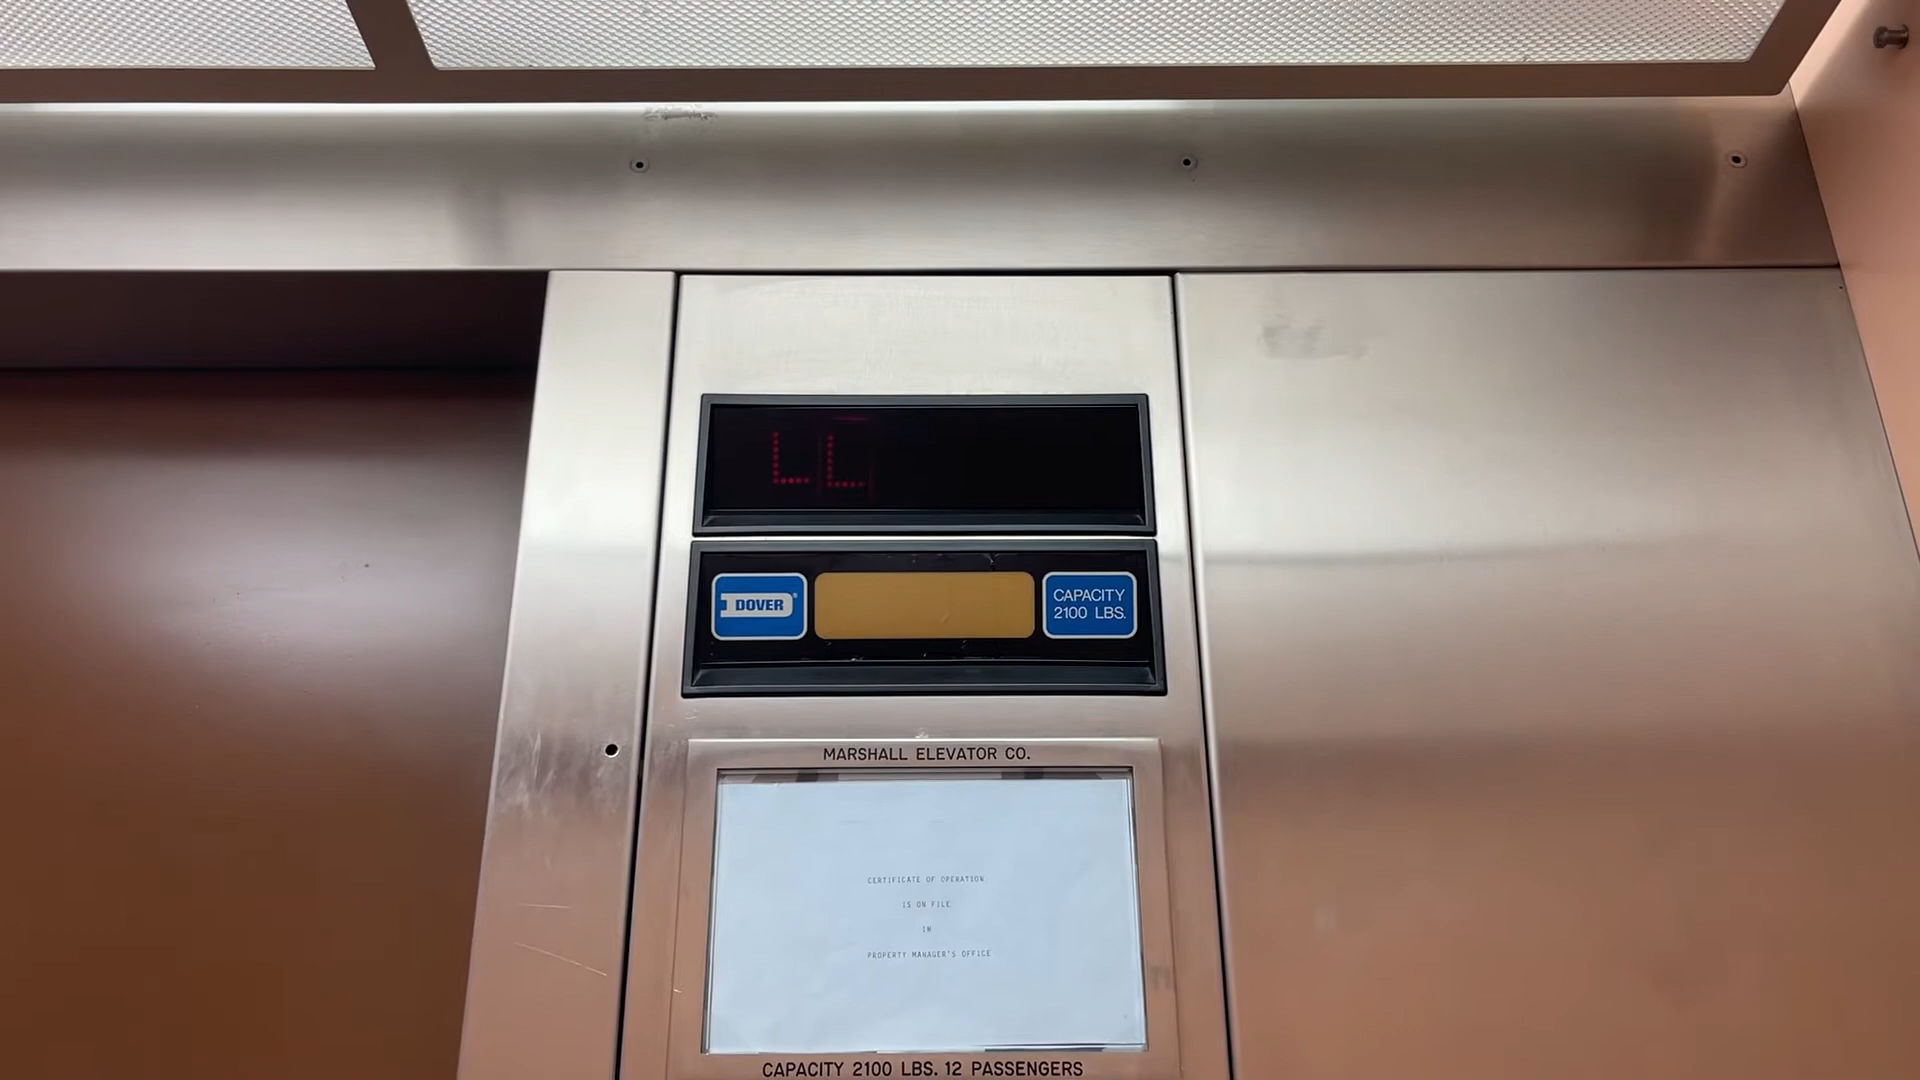 LL
DOVER®
CAPACITY
2100 LBS.
MARSHALL ELEVATOR CO.
CERTIFICATE OF OPERATION
IS ON FILE
IN
PROPERTY MANAGER'S OFFICE
CAPACITY 2100 LBS. 12 PASSENGERS